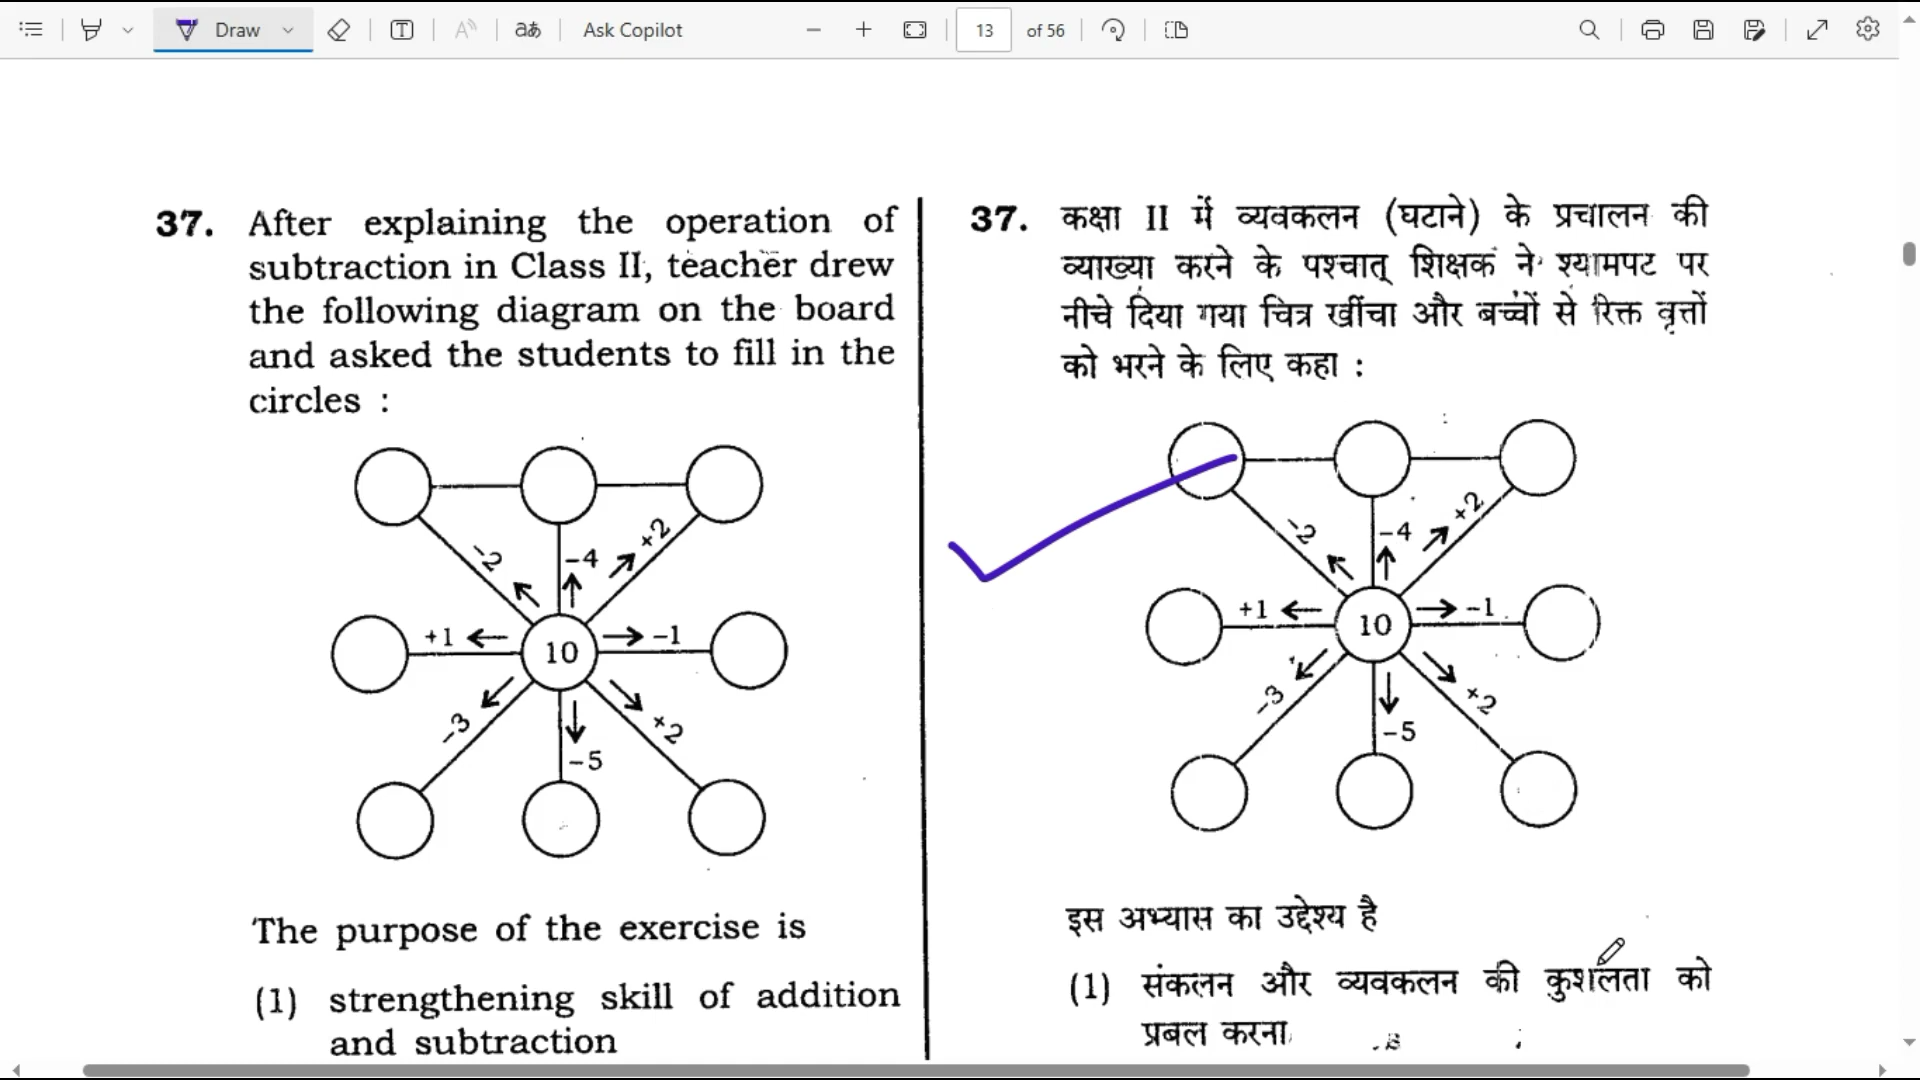 Draw
Ask Copilot
13 of 56
37. After explaining the operation of
subtraction in Class II, teacher drew
the following diagram on the board
and asked the students to fill in the
circles :
-2
-4
+2
+1
10
-1
-3
-5
+2
The purpose of the exercise is
(1) strengthening skill of addition
and subtraction
37. कक्षा II में व्यवकलन (घटाने) के प्रचालन की
व्याख्या करने के पश्चात् शिक्षक ने श्यामपट पर
नीचे दिया गया चित्र खींचा और बच्चों से रिक्त वृत्तों
को भरने के लिए कहा :
-2
-4
+2
+1
10
-1
-3
-5
+2
इस अभ्यास का उद्देश्य है
(1) संकलन और व्यवकलन की कुशलता को
प्रबल करना